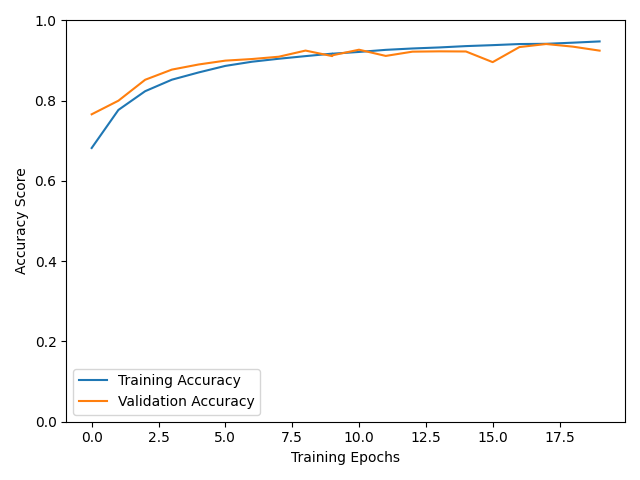 1.0
0.8
0.6
0.4
0.2
0.0
Accuracy Score
Training Accuracy
Validation Accuracy
0.0 2.5 5.0 7.5 10.0 12.5 15.0 17.5
Training Epochs